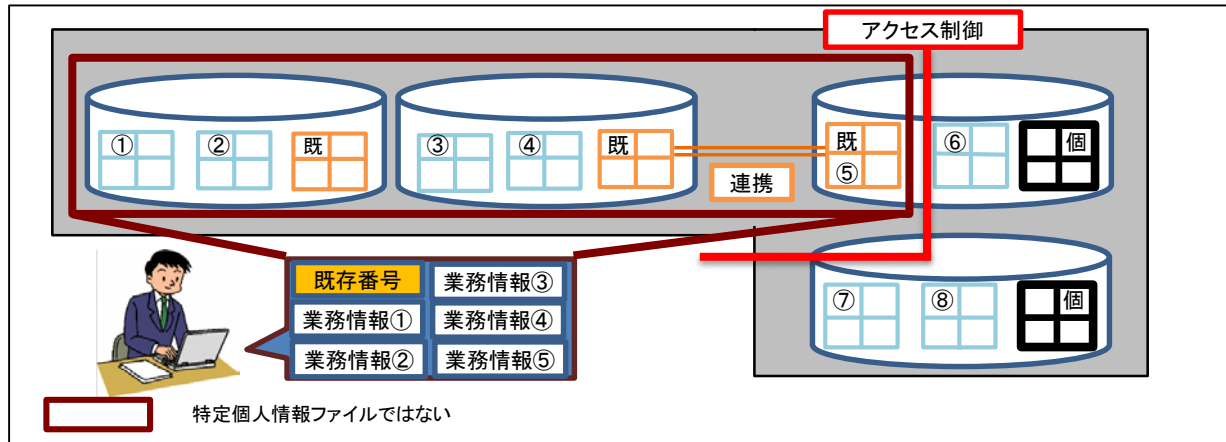 アクセス制御
① ② 既 ③ ④ 既 既 ⑥ 個
連携 ⑤
⑦ ⑧ 個
既存番号 業務情報③
業務情報① 業務情報④
業務情報② 業務情報⑤
特定個人情報ファイルではない